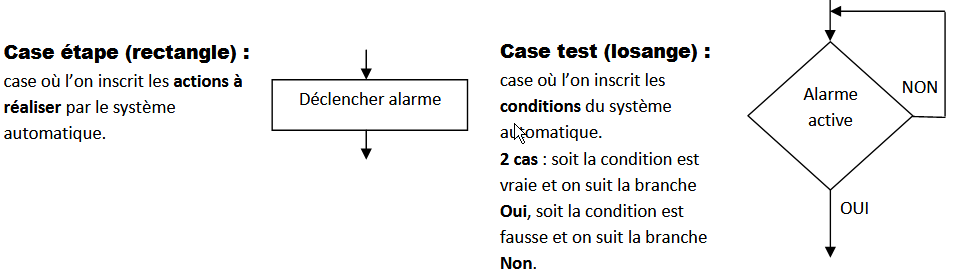 Case étape (rectangle) :
case où l’on inscrit les actions à
réaliser par le système
automatique.
Déclencher alarme
Case test (losange) :
case où l’on inscrit les
conditions du système
automatique.
2 cas : soit la condition est
vraie et on suit la branche
Oui, soit la condition est
fausse et on suit la branche
Non.
Alarme
active
NON
OUI